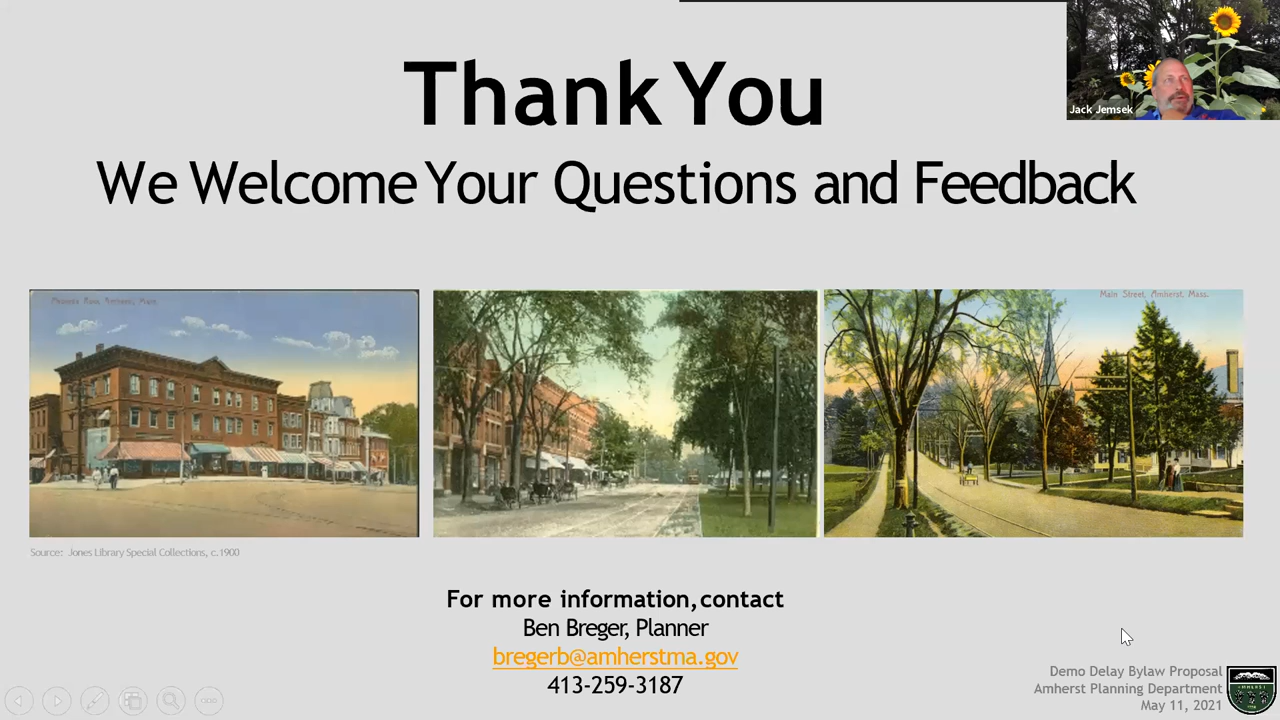 Thank You
We Welcome Your Questions and Feedback
Jack Jemsek
Main Street, Amherst, Mass.
Source: Jones Library Special Collections, c.1900
For more information, contact
Ben Breger, Planner
bregerb@amherstma.gov
413-259-3187
Demo Delay Bylaw Proposal
Amherst Planning Department
May 11, 2021